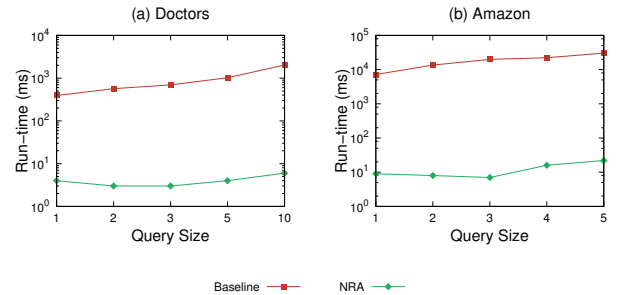 (a) Doctors
Run-time (ms)
10^4
10^3
10^2
10^1
10^0
1 2 3 5 10
Query Size
(b) Amazon
Run-time (ms)
10^5
10^4
10^3
10^2
10^1
10^0
1 2 3 4 5
Query Size
Baseline NRA